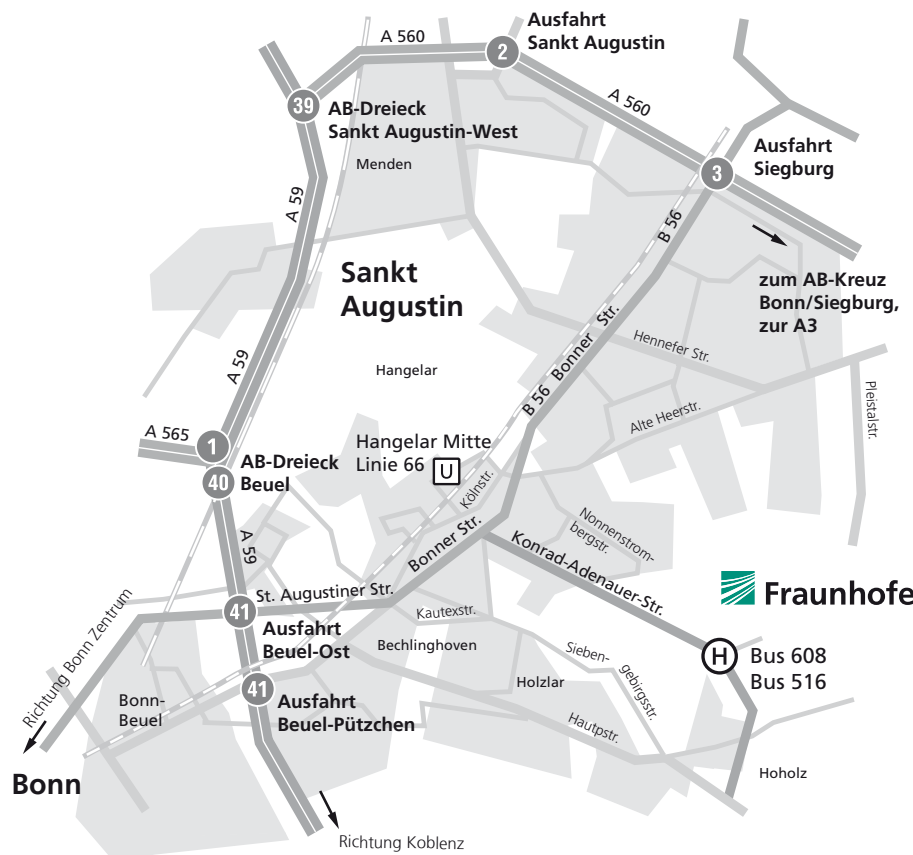 Ausfahrt
Sankt Augustin
A 560
2
A 560
39
AB-Dreieck
Sankt Augustin-West
Menden
Ausfahrt
Siegburg
3
A 59
B 56
Sankt
Augustin
zum AB-Kreuz
Bonn/Siegburg,
zur A3
Bonner Str.
Hennefer Str.
A 59
Hangelar
B 56
Pleistalstr.
Alte Heerstr.
A 565
1
Hangelar Mitte
Linie 66
U
AB-Dreieck
Beuel
40
Kölnstr.
Nonnenstrom-
bergstr.
A 59
Bonner Str.
Konrad-Adenauer-Str.
St. Augustiner Str.
Fraunhofe
41
Kautexstr.
Ausfahrt
Beuel-Ost
Richtung Bonn Zentrum
Bechlinghoven
Sieben-
gebirgsstr.
H
Bus 608
Bus 516
Holzlar
41
Ausfahrt
Beuel-Pützchen
Bonn-
Beuel
Hautpstr.
Hoholz
Bonn
Richtung Koblenz